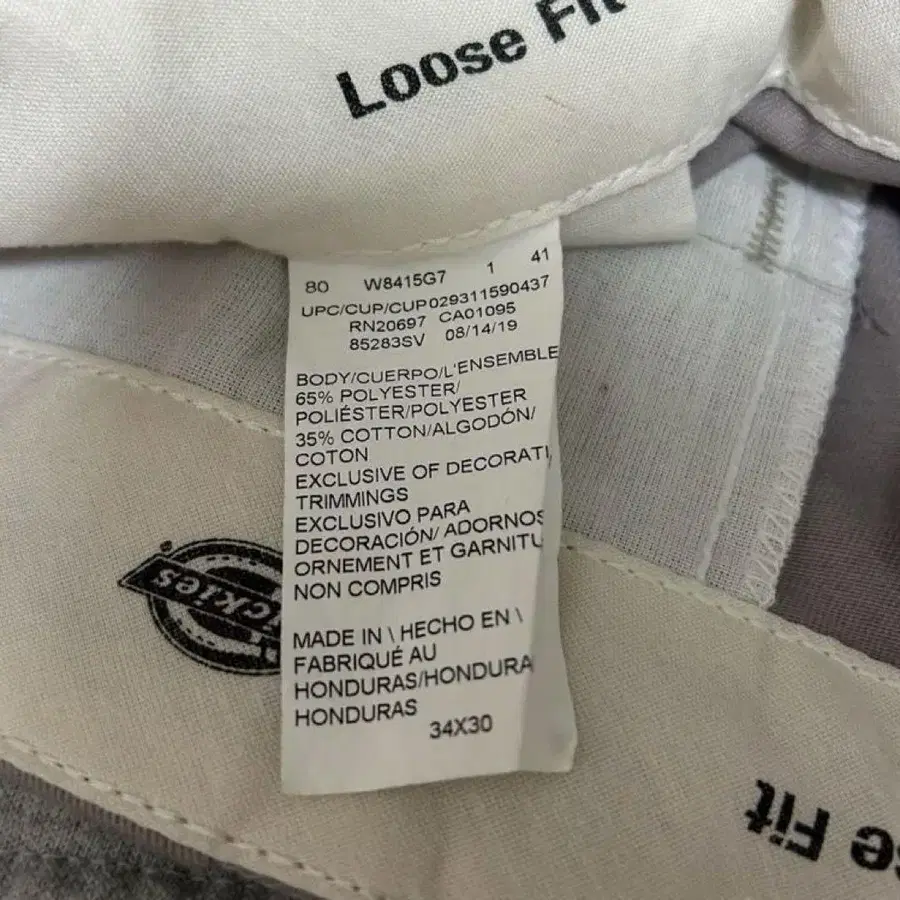 Loose Fit
80 W8415G7 1 41
UPC/CUP/CUP029311590437
RN20697 CA01095
85283SV 08/14/19
BODY/CUERPO/L'ENSEMBLE
65% POLYESTER/
POLIÉSTER/POLYESTER
35% COTTON/ALGODÓN/
COTON
EXCLUSIVE OF DECORATI
TRIMMINGS
EXCLUSIVO PARA
DECORACIÓN/ ADORNOS
ORNEMENT ET GARNITU
NON COMPRIS
MADE IN \ HECHO EN \
FABRIQUÉ AU
HONDURAS/HONDURA
HONDURAS
34X30
ickies
se Fit